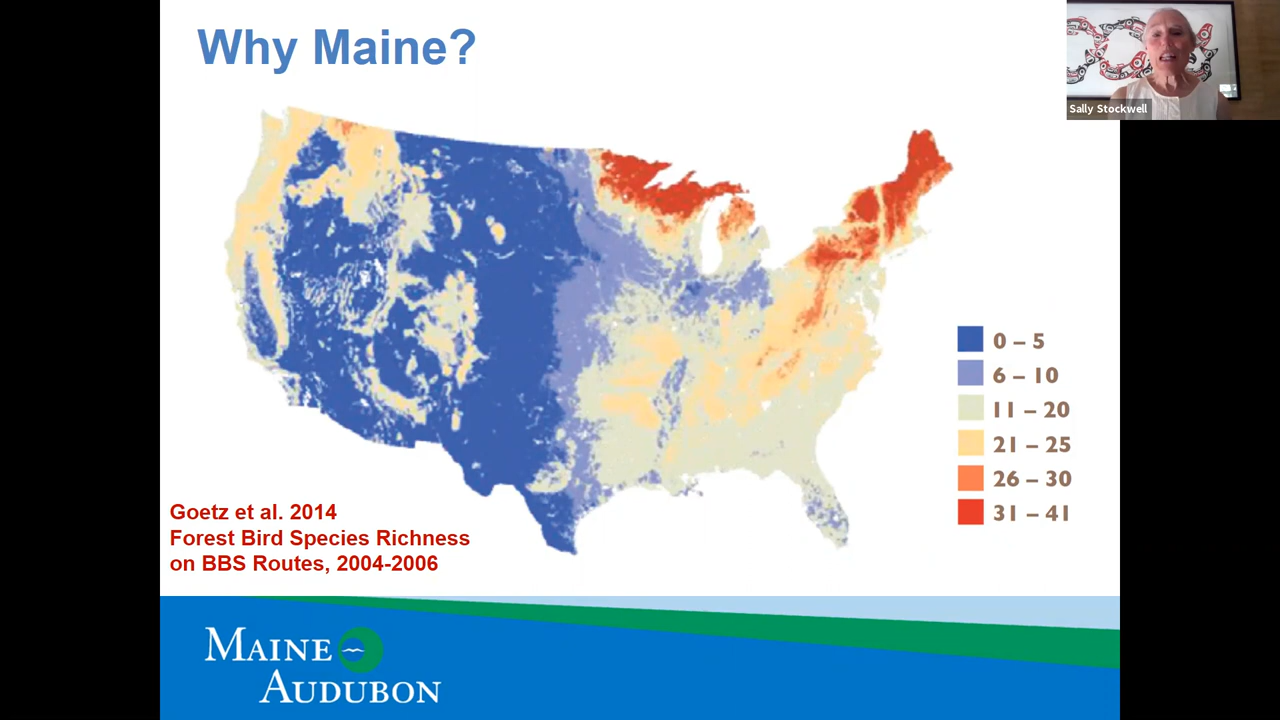 Why Maine?
Sally Stockwell
0 – 5
6 – 10
11 – 20
21 – 25
26 – 30
31 – 41
Goetz et al. 2014
Forest Bird Species Richness
on BBS Routes, 2004-2006
MAINE
AUDUBON